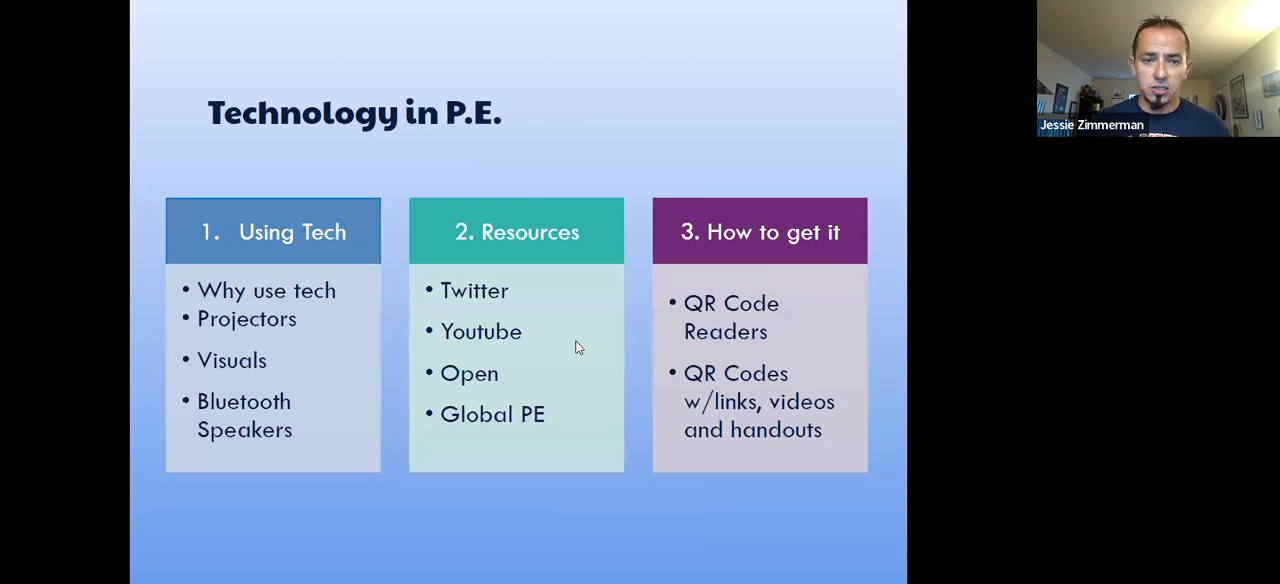 Technology in P.E.
1. Using Tech
• Why use tech
• Projectors
• Visuals
• Bluetooth
Speakers
2. Resources
• Twitter
• Youtube
• Open
• Global PE
3. How to get it
• QR Code
Readers
• QR Codes
w/links, videos
and handouts
Jessie Zimmerman